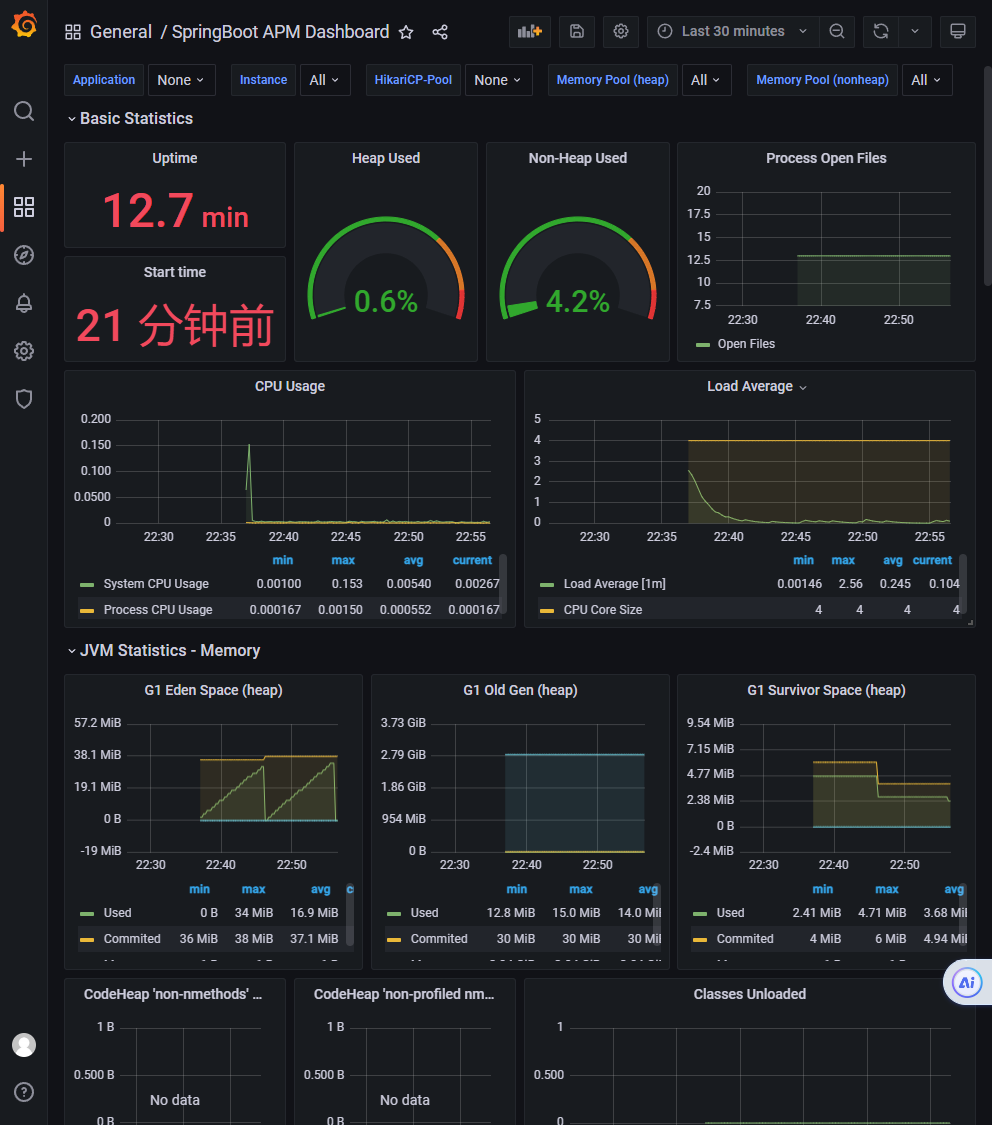 General / SpringBoot APM Dashboard
Last 30 minutes
Application None Instance All HikariCP-Pool None Memory Pool (heap) All Memory Pool (nonheap) All
Basic Statistics
Uptime
12.7 min
Start time
21 分钟前
Heap Used
0.6%
Non-Heap Used
4.2%
Process Open Files
20
17.5
15
12.5
10
7.5
22:30 22:40 22:50
Open Files
CPU Usage
0.200
0.150
0.100
0.0500
0
22:30 22:35 22:40 22:45 22:50 22:55
min max avg current
System CPU Usage 0.00100 0.153 0.00540 0.00267
Process CPU Usage 0.000167 0.00150 0.000552 0.000167
Load Average
5
4
3
2
1
0
22:30 22:35 22:40 22:45 22:50 22:55
min max avg current
Load Average [1m] 0.00146 2.56 0.245 0.104
CPU Core Size 4 4 4 4
JVM Statistics - Memory
G1 Eden Space (heap)
57.2 MiB
38.1 MiB
19.1 MiB
0 B
-19 MiB
22:30 22:40 22:50
min max avg c
Used 0 B 34 MiB 16.9 MiB
Commited 36 MiB 38 MiB 37.1 MiB
G1 Old Gen (heap)
3.73 GiB
2.79 GiB
1.86 GiB
954 MiB
0 B
22:30 22:40 22:50
min max avg
Used 12.8 MiB 15.0 MiB 14.0 MiB
Commited 30 MiB 30 MiB 30 MiB
G1 Survivor Space (heap)
9.54 MiB
7.15 MiB
4.77 MiB
2.38 MiB
0 B
-2.4 MiB
22:30 22:40 22:50
min max avg
Used 2.41 MiB 4.71 MiB 3.68 MiB
Commited 4 MiB 6 MiB 4.94 MiB
Ai
CodeHeap 'non-nmethods' ...
1 B
0.500 B
0 B
No data
CodeHeap 'non-profiled nm...
1 B
0.500 B
0 B
No data
Classes Unloaded
1
0.500
0